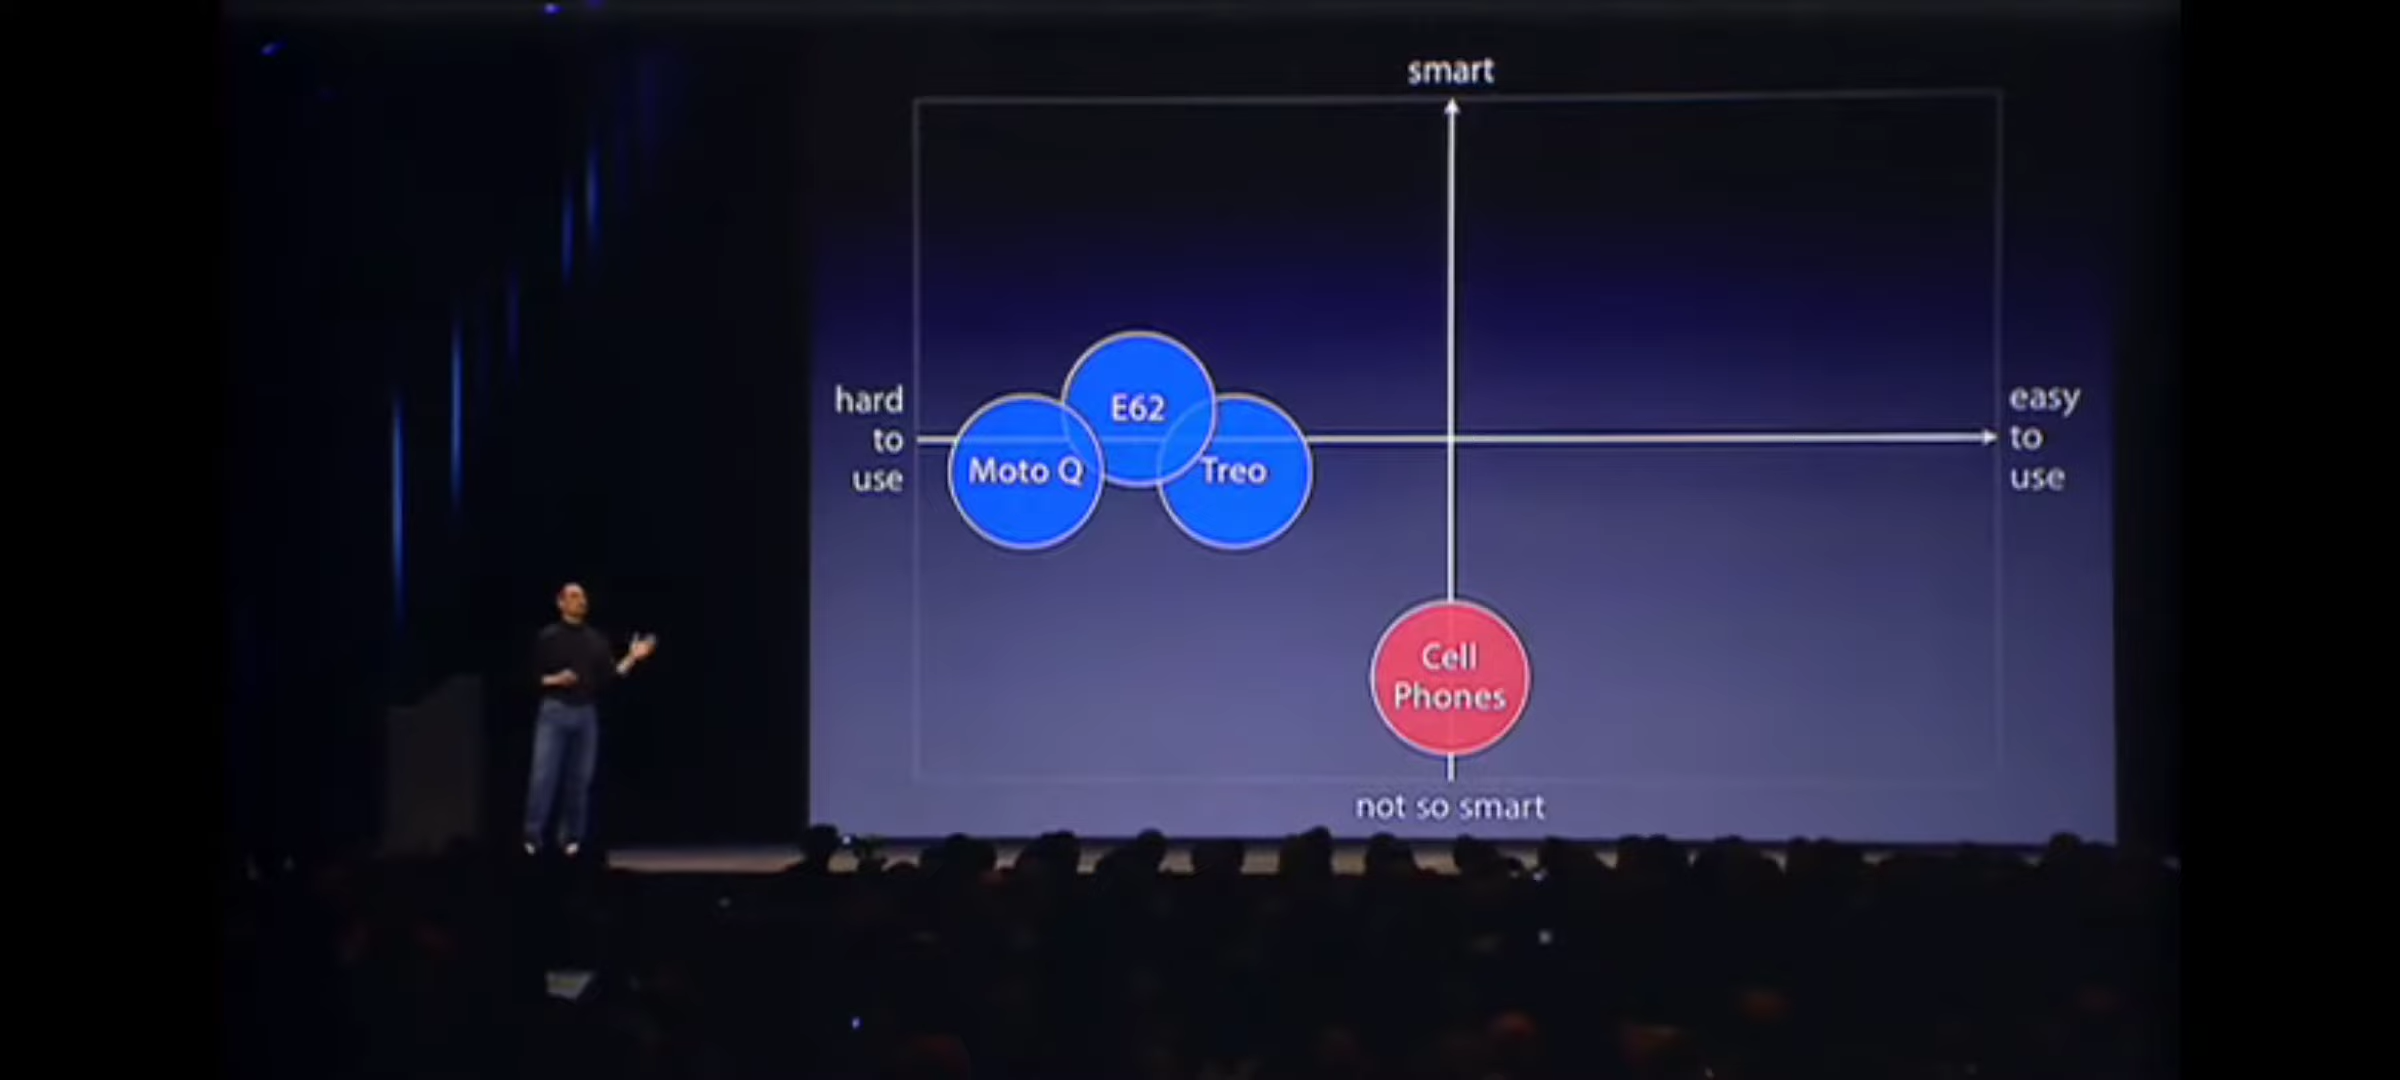 smart
hard
to
use
E62
Moto Q
Treo
easy
to
use
Cell
Phones
not so smart